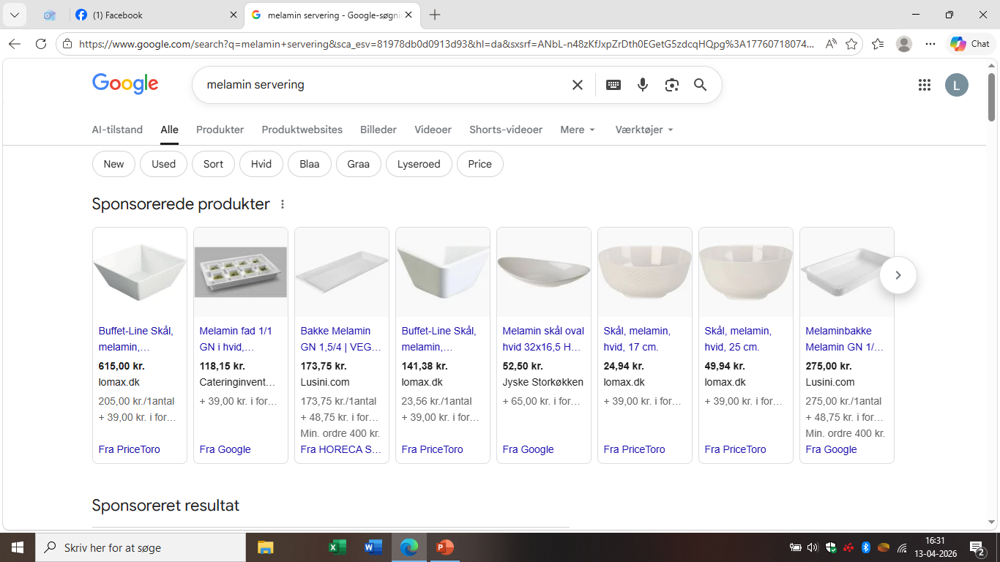 (1) Facebook
melamin servering - Google-søgni
https://www.google.com/search?q=melamin+servering&sca_esv=81978db0d0913d93&hl=da&sxsrf=ANbL-n48zKfJxpZrDth0EGetG5zdcqHQpg%3A17760718074...
Chat
Google
melamin servering
L
AI-tilstand Alle Produkter Produktwebsites Billeder Videoer Shorts-videoer Mere Værktøjer
New Used Sort Hvid Blaa Graa Lyseroed Price
Sponsorerede produkter
Buffet-Line Skål,
melamin,...
615,00 kr.
lomax.dk
205,00 kr./1antal
+ 39,00 kr. i for...
Fra PriceToro
Melamin fad 1/1
GN i hvid,...
118,15 kr.
Cateringinvent...
+ 39,00 kr. i for...
Fra Google
Bakke Melamin
GN 1,5/4 | VEG...
173,75 kr.
Lusini.com
173,75 kr./1antal
+ 48,75 kr. i for...
Min. ordre 400 kr.
Fra HORECA S...
Buffet-Line Skål,
melamin,...
141,38 kr.
lomax.dk
23,56 kr./1antal
+ 39,00 kr. i for...
Fra PriceToro
Melamin skål oval
hvid 32x16,5 H...
52,50 kr.
Jyske Storkøkken
+ 65,00 kr. i for...
Fra Google
Skål, melamin,
hvid, 17 cm.
24,94 kr.
lomax.dk
+ 39,00 kr. i for...
Fra PriceToro
Skål, melamin,
hvid, 25 cm.
49,94 kr.
lomax.dk
+ 39,00 kr. i for...
Fra PriceToro
Melaminbakke
Melamin GN 1/...
275,00 kr.
Lusini.com
275,00 kr./1antal
+ 48,75 kr. i for...
Min. ordre 400 kr.
Fra Google
Sponsoreret resultat
Skriv her for at søge
16:31
13-04-2026
2